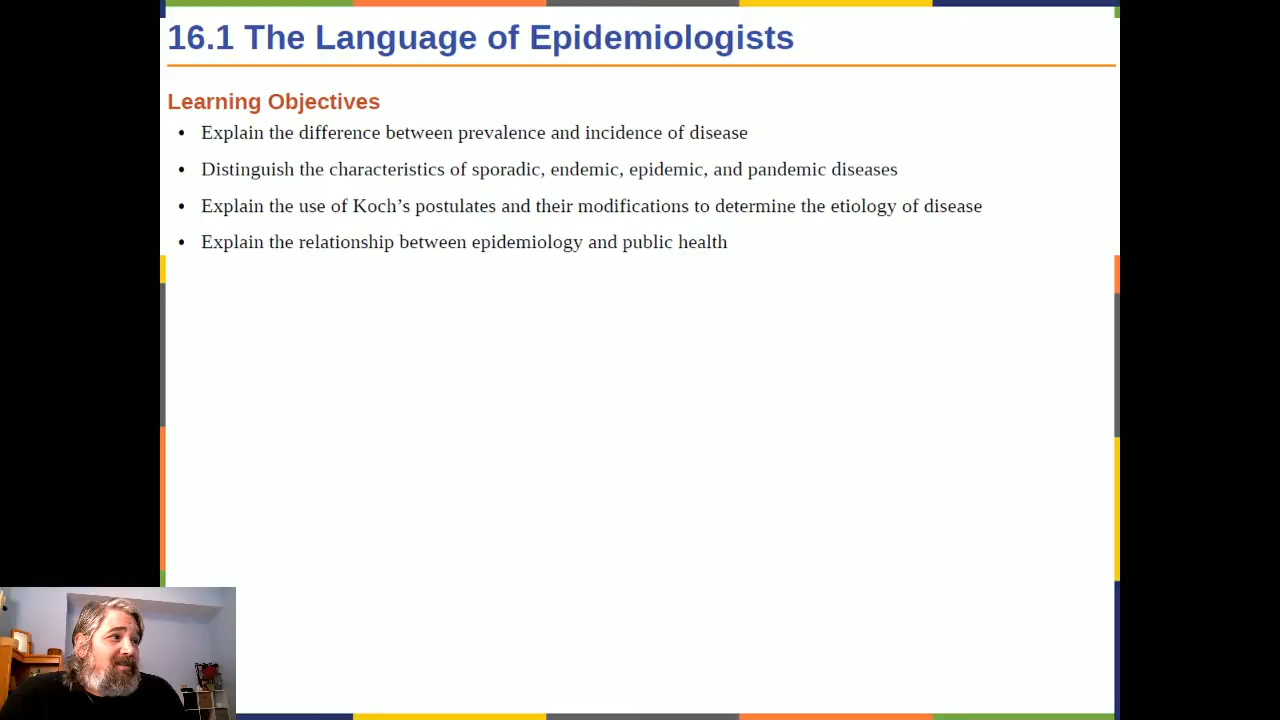 16.1 The Language of Epidemiologists
Learning Objectives
• Explain the difference between prevalence and incidence of disease
• Distinguish the characteristics of sporadic, endemic, epidemic, and pandemic diseases
• Explain the use of Koch’s postulates and their modifications to determine the etiology of disease
• Explain the relationship between epidemiology and public health